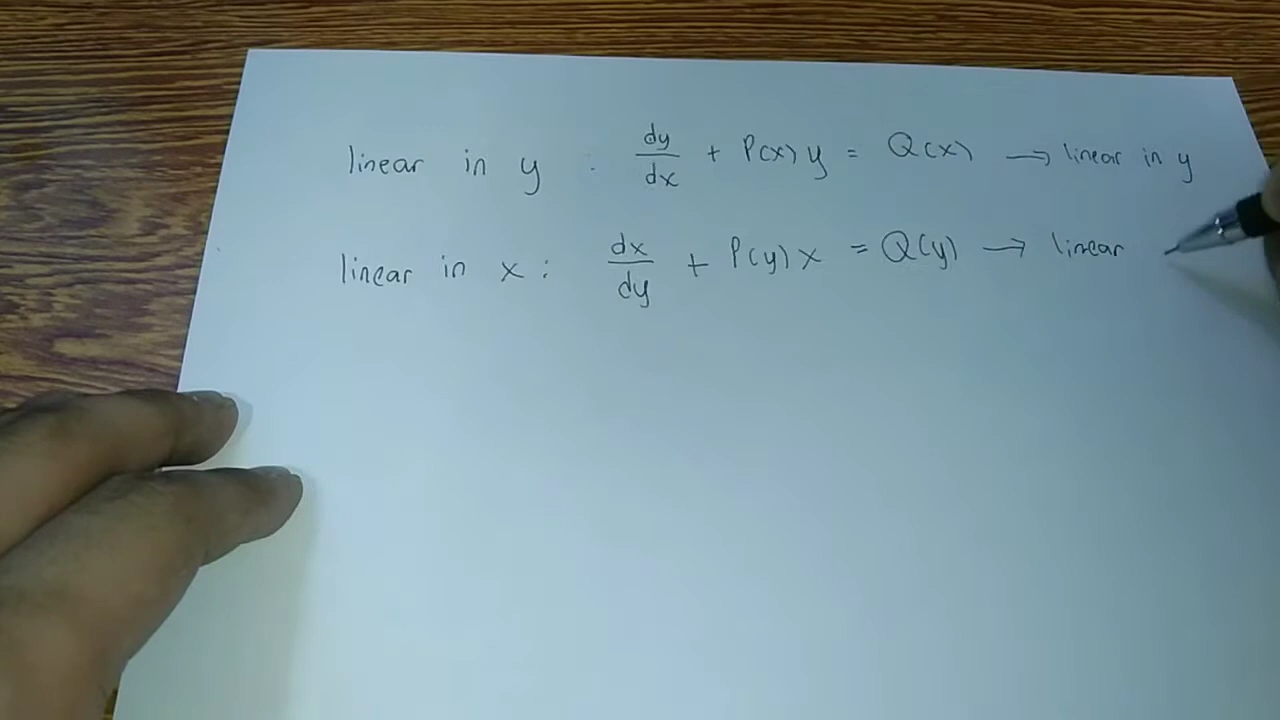 linear in y : dy/dx + P(x) y = Q(x) → linear in y
linear in x : dx/dy + P(y) x = Q(y) → linear